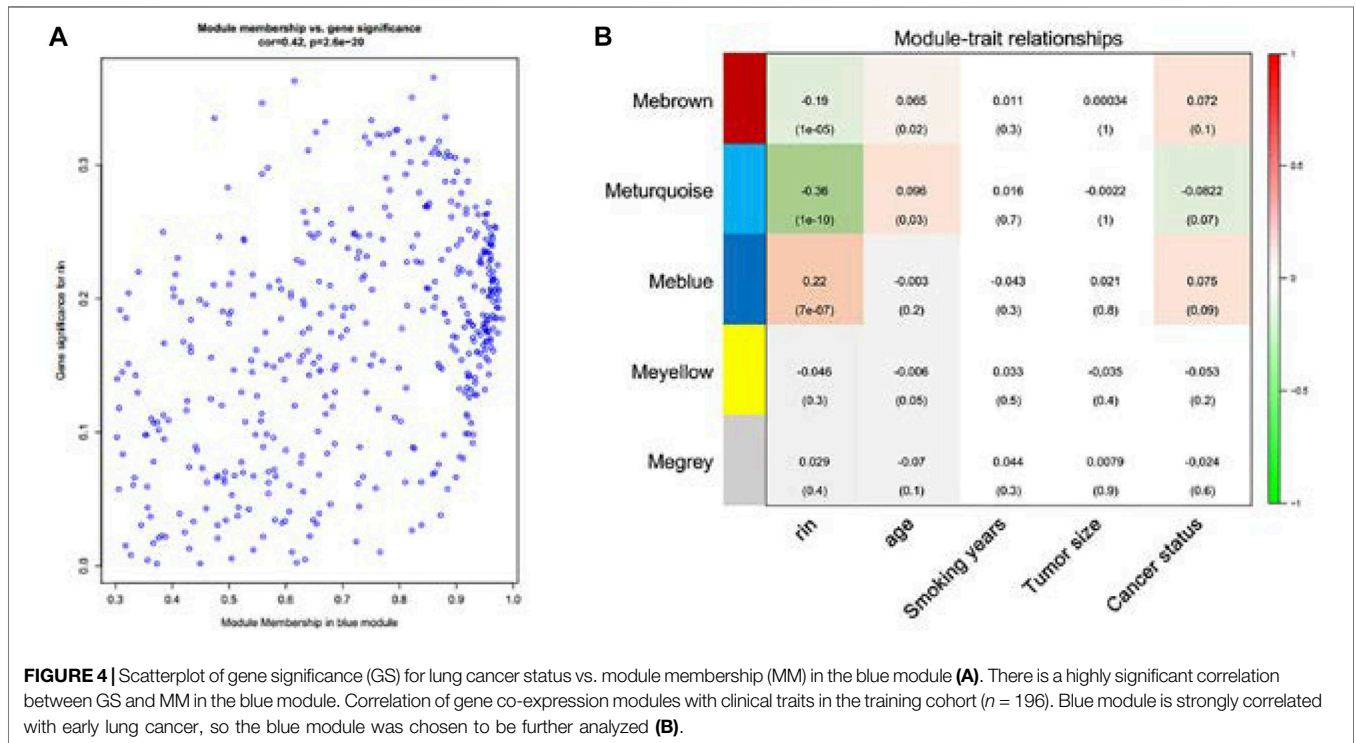 A
Module membership vs. gene significance
cor=0.42, p=2.6e-20
Gene significance for rin
0.3
0.2
0.1
0.0
0.3 0.4 0.5 0.6 0.7 0.8 0.9 1.0
Module Membership in blue module
B
Module-trait relationships
Mebrown -0.19 0.065 0.011 0.00034 0.072
(1e-05) (0.02) (0.3) (1) (0.1)
Meturquoise -0.36 0.096 0.016 -0.0022 -0.0822
(1e-19) (0.03) (0.7) (1) (0.07)
Meblue 0.22 -0.003 -0.043 0.021 0.075
(7e-07) (0.2) (0.3) (0.8) (0.09)
Meyellow -0.046 -0.006 0.033 -0.035 -0.053
(0.3) (0.05) (0.5) (0.4) (0.2)
Megrey 0.029 -0.07 0.044 0.0079 -0.024
(0.4) (0.1) (0.3) (0.9) (0.6)
rin age Smoking years Tumor size Cancer status
1
0.5
0
-0.5
-1
FIGURE 4 | Scatterplot of gene significance (GS) for lung cancer status vs. module membership (MM) in the blue module (A). There is a highly significant correlation
between GS and MM in the blue module. Correlation of gene co-expression modules with clinical traits in the training cohort (n = 196). Blue module is strongly correlated
with early lung cancer, so the blue module was chosen to be further analyzed (B).